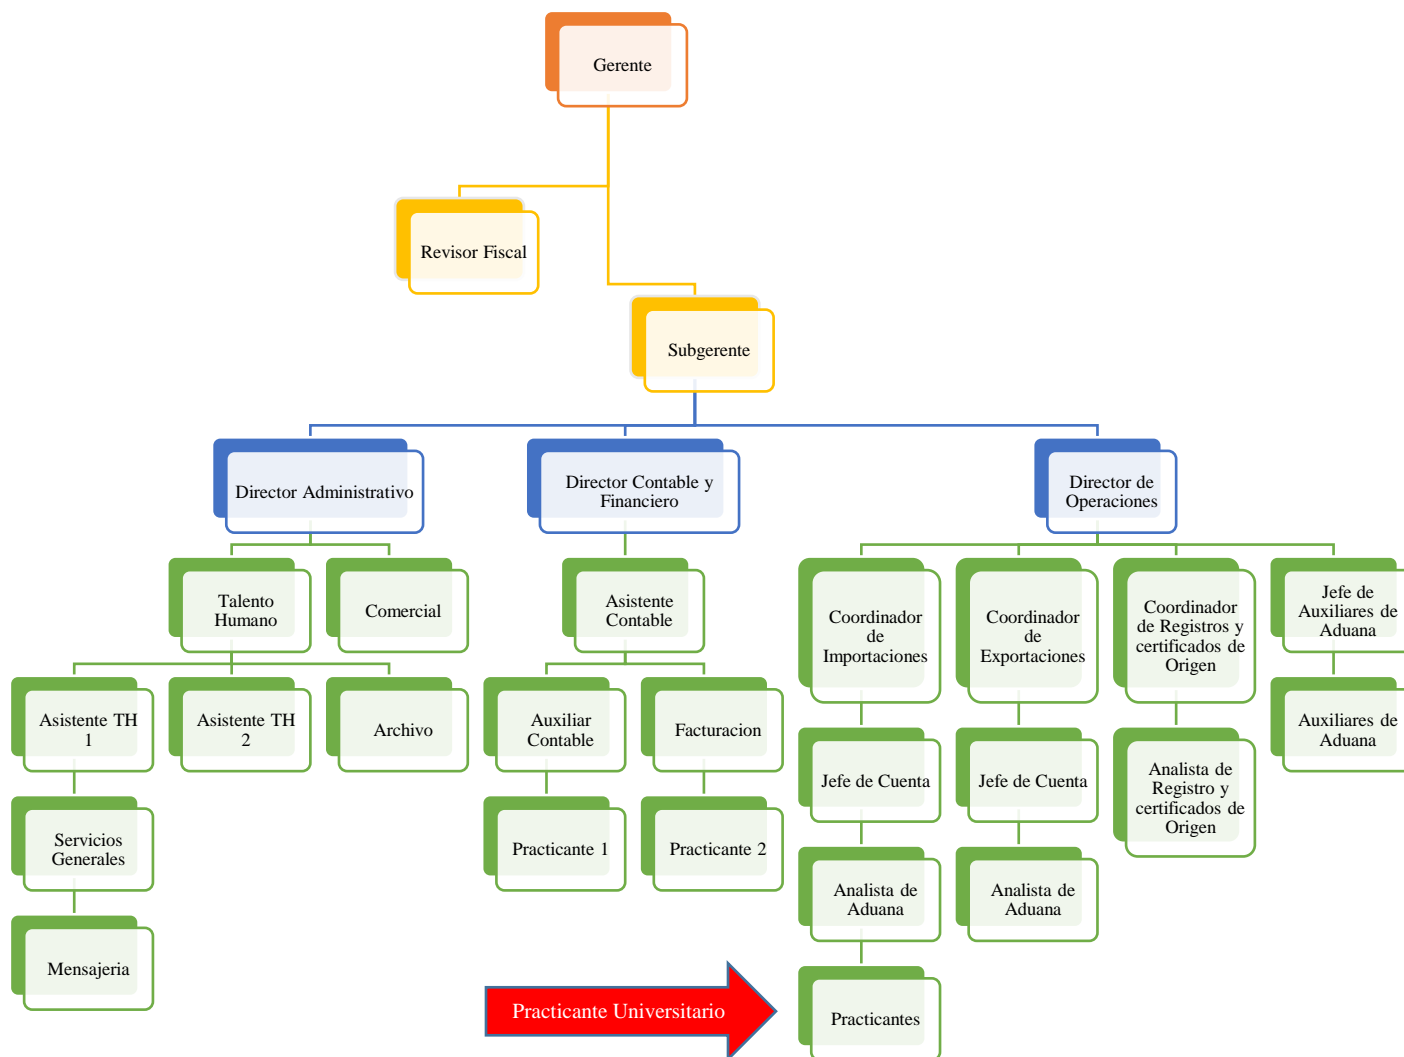 Gerente
Revisor Fiscal
Subgerente
Director Administrativo
Director Contable y
Financiero
Director de
Operaciones
Talento
Humano
Comercial
Asistente
Contable
Coordinador
de
Importaciones
Coordinador
de
Exportaciones
Coordinador
de Registros y
certificados de
Origen
Jefe de
Auxiliares de
Aduana
Asistente TH
1
Asistente TH
2
Archivo
Auxiliar
Contable
Facturacion
Jefe de Cuenta
Jefe de Cuenta
Analista de
Registro y
certificados de
Origen
Auxiliares de
Aduana
Servicios
Generales
Practicante 1
Practicante 2
Analista de
Aduana
Analista de
Aduana
Mensajeria
Practicante Universitario
Practicantes